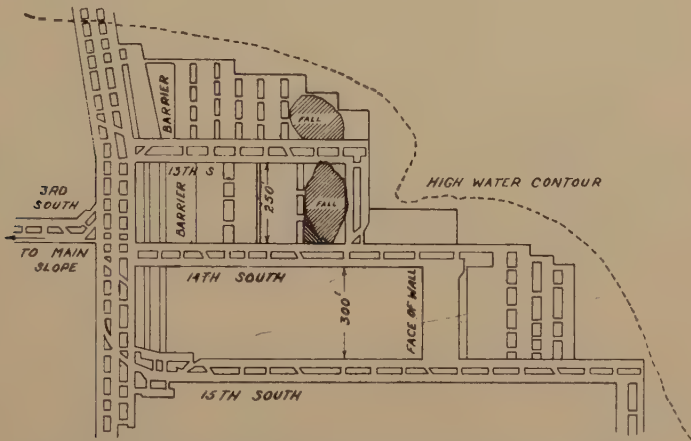 BARRIER
FALL
13TH S
3RD
SOUTH
BARRIER
250'
FALL
HIGH WATER CONTOUR
TO MAIN
SLOPE
14TH SOUTH
300'
FACE OF WALL
15TH SOUTH